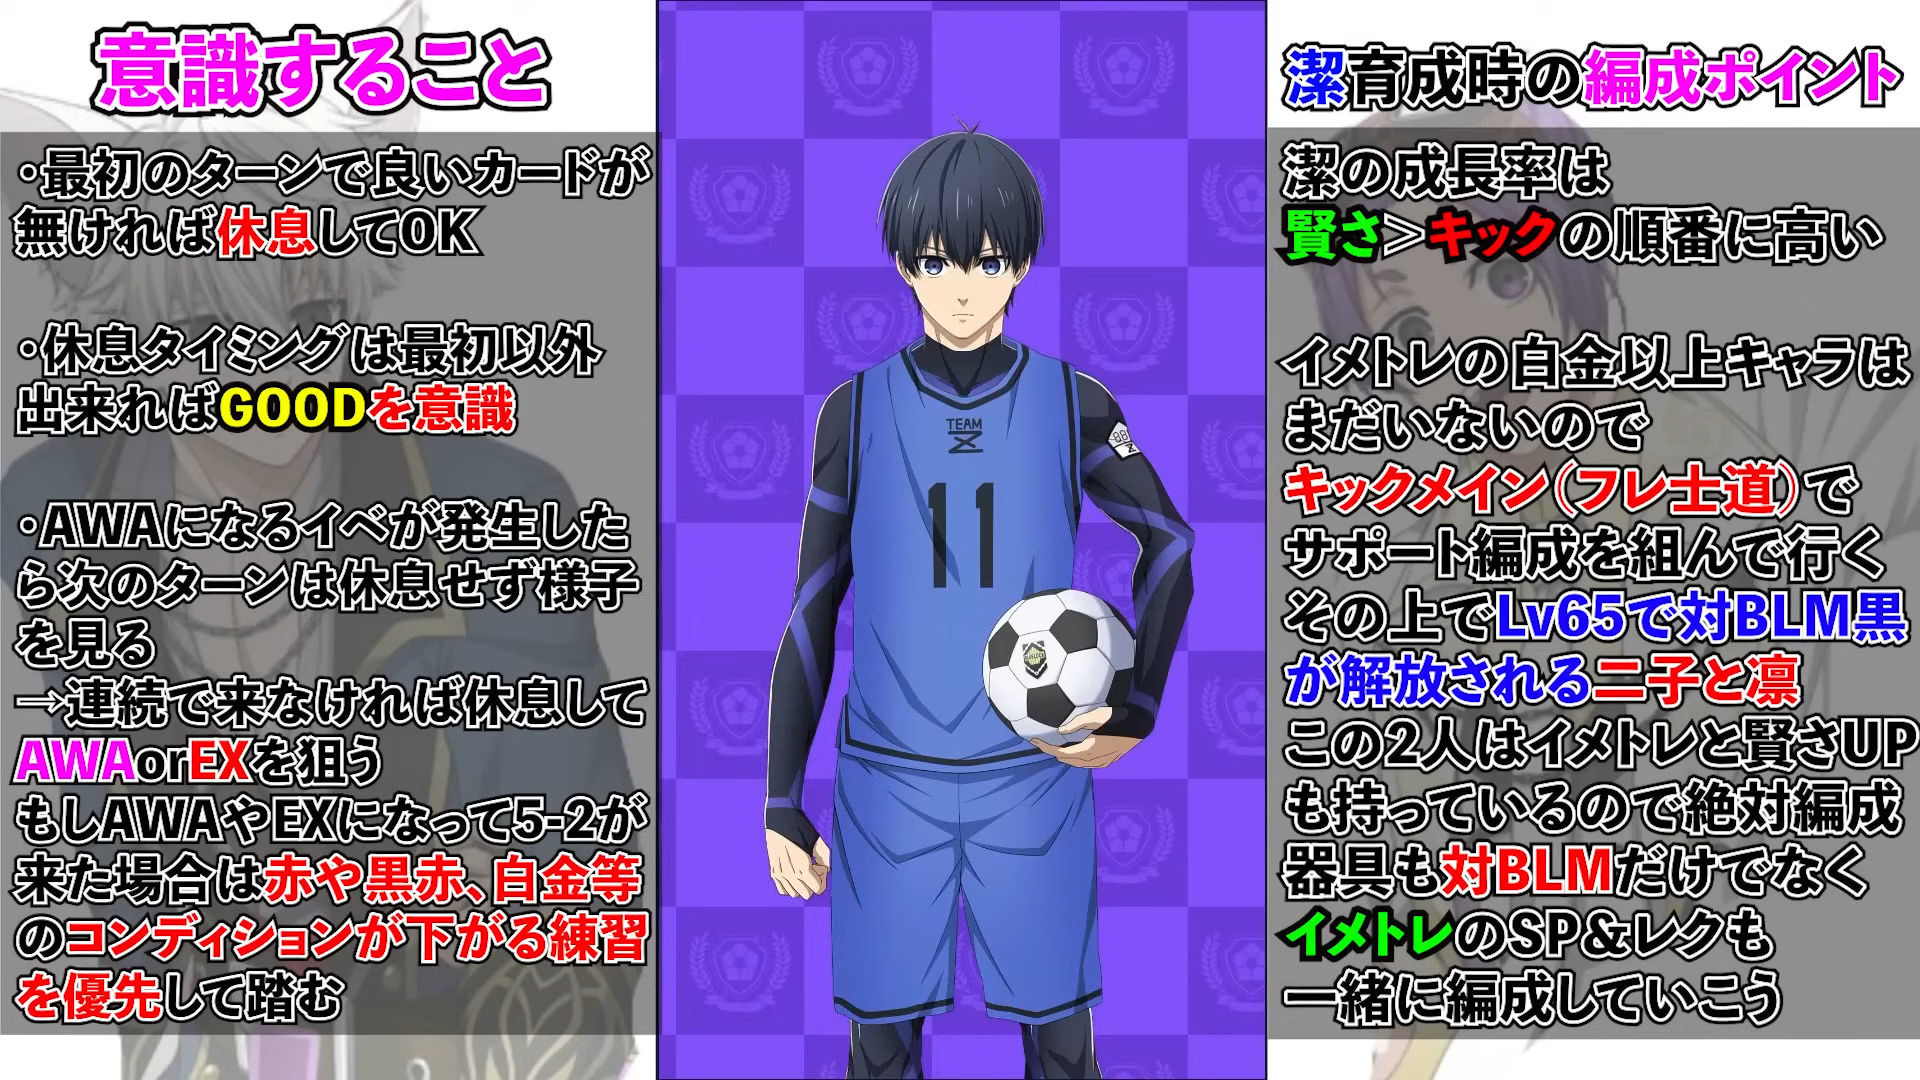 意識すること
・最初のターンで良いカードが
無ければ休息してOK
・休息タイミングは最初以外
出来ればGOODを意識
・AWAになるイベが発生した
ら次のターンは休息せず様子
を見る
→連続で来なければ休息して
AWAorEXを狙う
もしAWAやEXになって5-2が
来た場合は赤や黒赤、白金等
のコンディションが下がる練習
を優先して踏む
TEAM
Z
11
88
Z
潔育成時の編成ポイント
潔の成長率は
賢さ>キックの順番に高い
イメトレの白金以上キャラは
まだいないので
キックメイン(フレ士道)で
サポート編成を組んで行く
その上でLv65で対BLM黒
が解放される二子と凛
この2人はイメトレと賢さUP
も持っているので絶対編成
器具も対BLMだけでなく
イメトレのSP&レクも
一緒に編成していこう